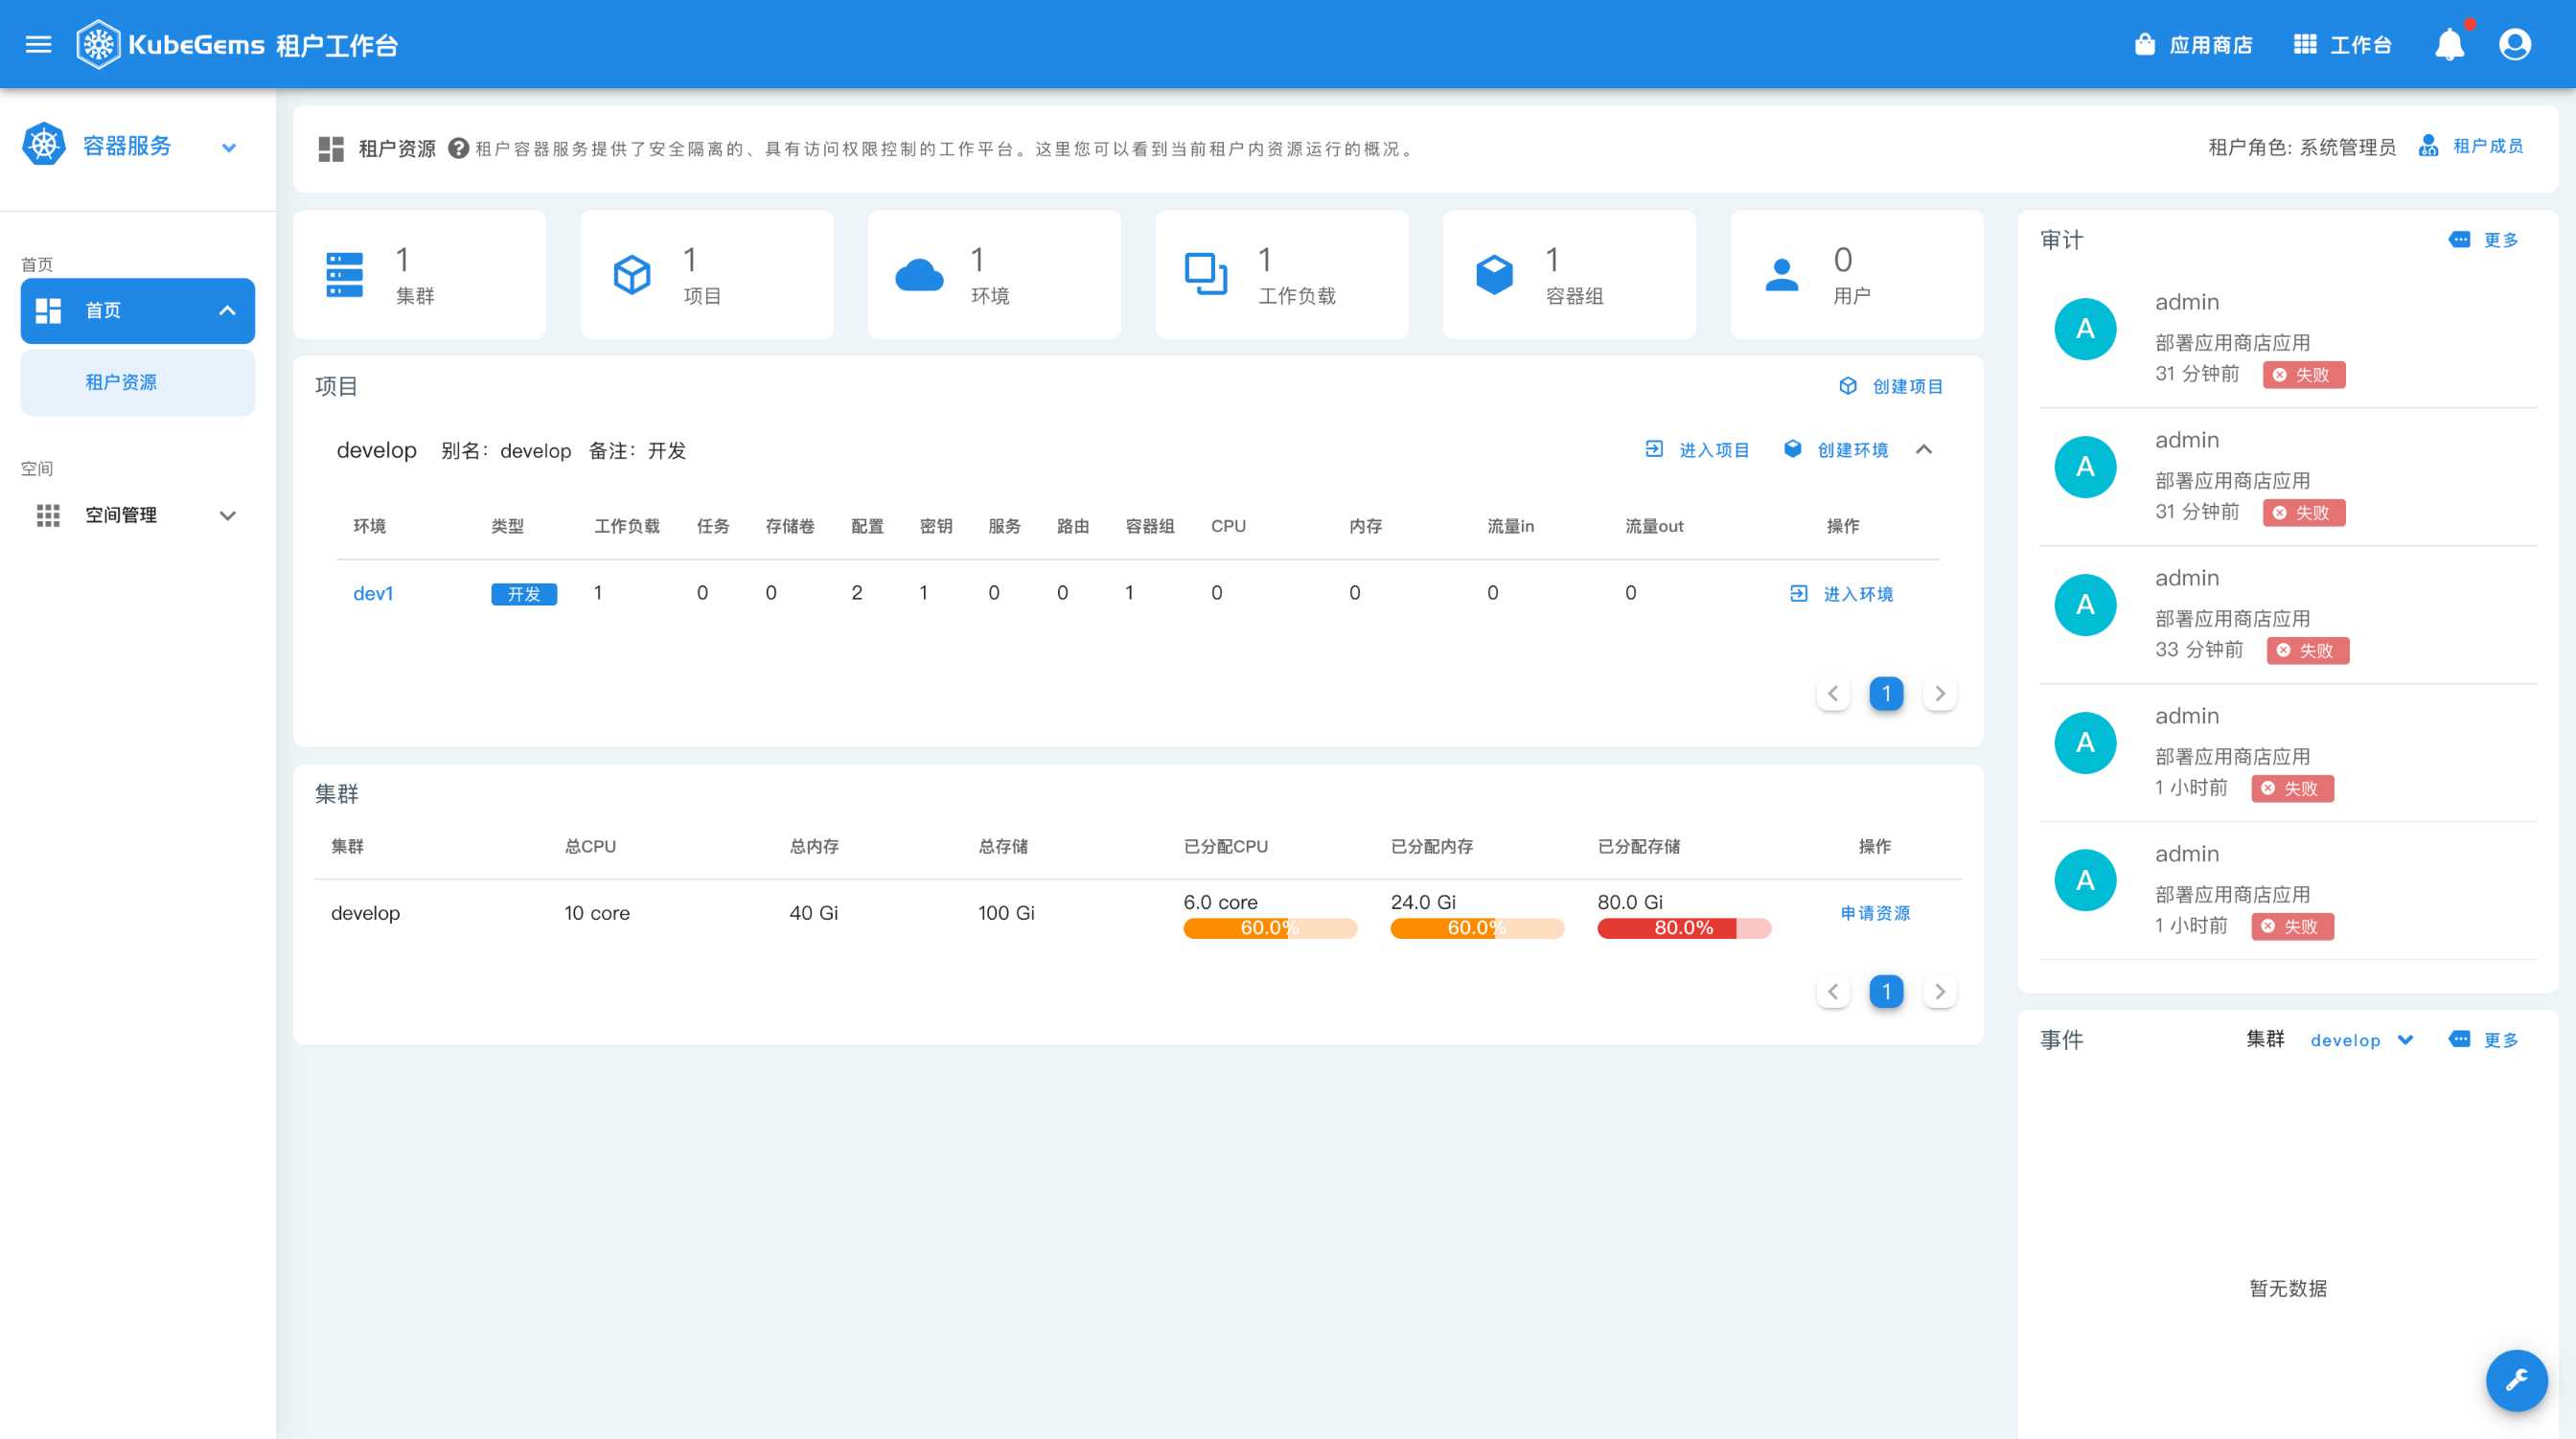 KubeGems 租户工作台
应用商店
工作台
容器服务
首页
首页
租户资源
空间
空间管理
租户资源 租户容器服务提供了安全隔离的、具有访问权限控制的工作平台。这里您可以看到当前租户内资源运行的概况。
租户角色: 系统管理员
租户成员
1
集群
1
项目
1
环境
1
工作负载
1
容器组
0
用户
项目
创建项目
develop 别名: develop 备注: 开发
进入项目 创建环境
环境 类型 工作负载 任务 存储卷 配置 密钥 服务 路由 容器组 CPU 内存 流量in 流量out 操作
dev1 开发 1 0 0 2 1 0 0 1 0 0 0 0 进入环境
1
集群
集群 总CPU 总内存 总存储 已分配CPU 已分配内存 已分配存储 操作
develop 10 core 40 Gi 100 Gi 6.0 core 24.0 Gi 80.0 Gi 申请资源
60.0% 60.0% 80.0%
1
审计
更多
A
admin
部署应用商店应用
31 分钟前 失败
A
admin
部署应用商店应用
31 分钟前 失败
A
admin
部署应用商店应用
33 分钟前 失败
A
admin
部署应用商店应用
1 小时前 失败
A
admin
部署应用商店应用
1 小时前 失败
事件 集群 develop 更多
暂无数据